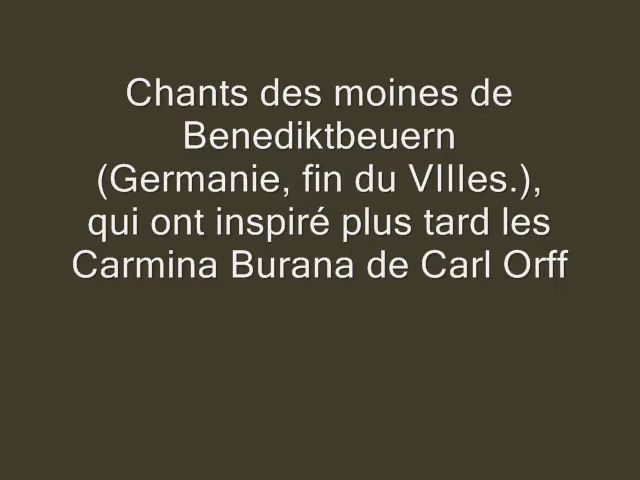 Chants des moines de
Benediktbeuern
(Germanie, fin du VIIIes.),
qui ont inspiré plus tard les
Carmina Burana de Carl Orff